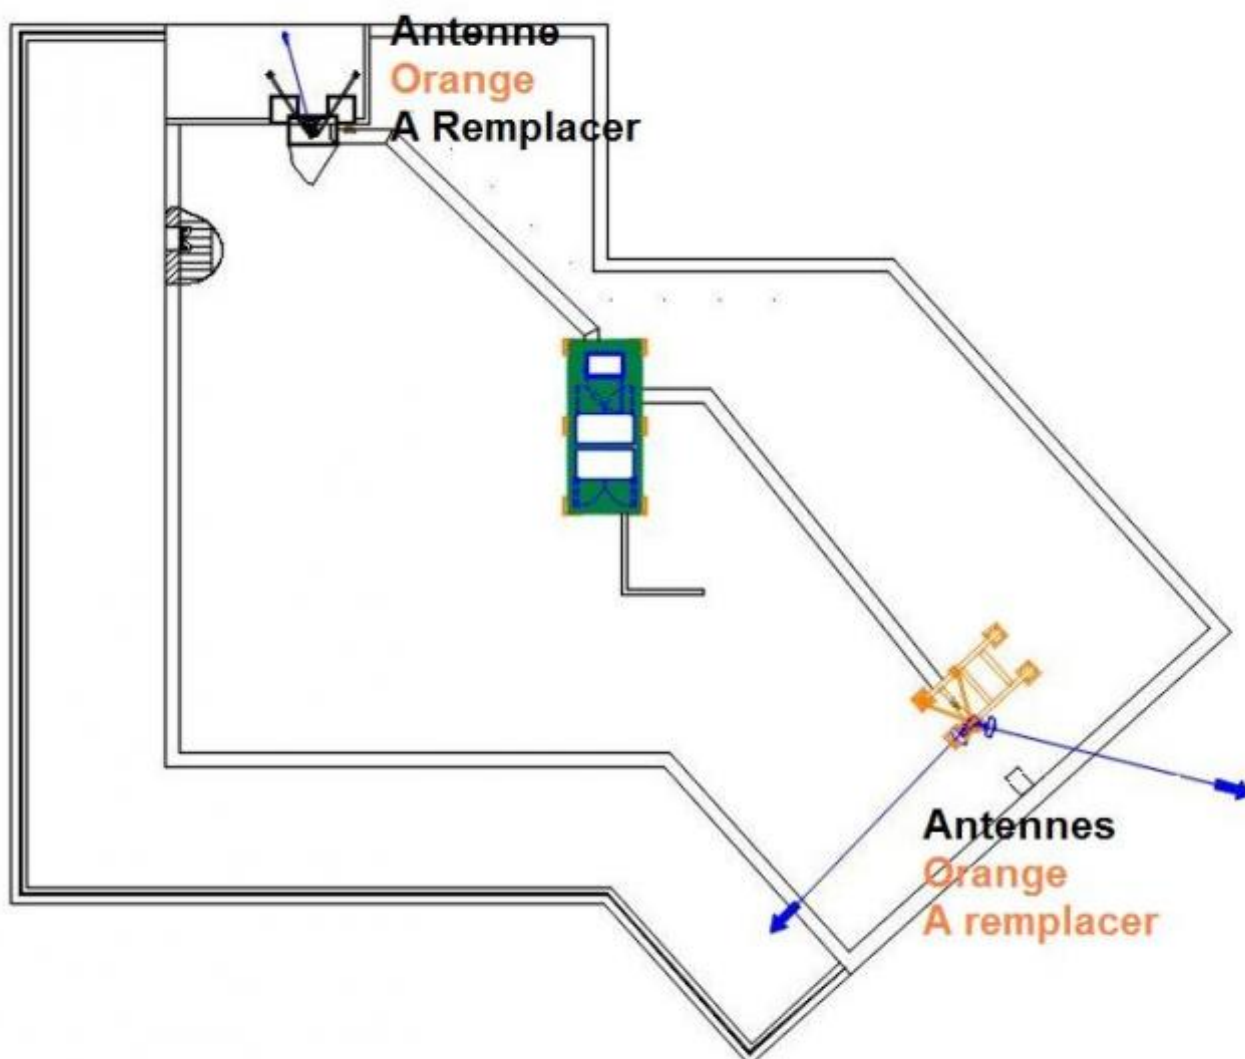 Antenne
Orange
A Remplacer
Antennes
Orange
A remplacer